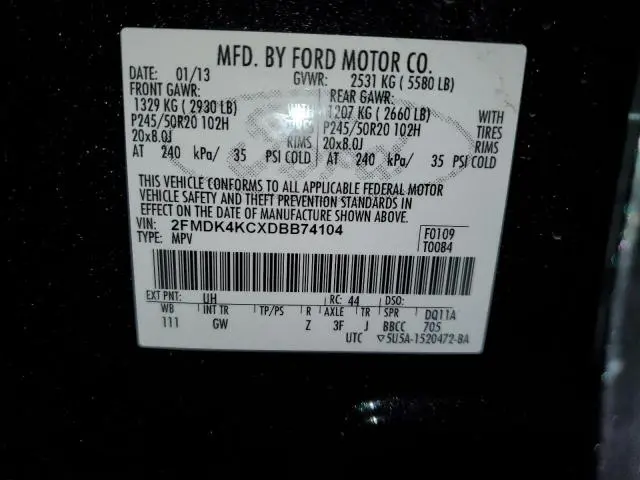 MFD. BY FORD MOTOR CO.
DATE: 01/13 GVWR: 2531 KG ( 5580 LB)
FRONT GAWR: REAR GAWR:
1329 KG ( 2930 LB) WITH 1207 KG ( 2660 LB) WITH
P245/50R20 102H TIRES P245/50R20 102H TIRES
20x8.0J RIMS 20x8.0J RIMS
AT 240 kPa/ 35 PSI COLD AT 240 kPa/ 35 PSI COLD
THIS VEHICLE CONFORMS TO ALL APPLICABLE FEDERAL MOTOR
VEHICLE SAFETY AND THEFT PREVENTION STANDARDS IN
EFFECT ON THE DATE OF MANUFACTURE SHOWN ABOVE.
VIN: 2FMDK4KCXDBB74104 F0109
TYPE: MPV T0084
EXT PNT: UH RC: 44 DSO:
WB INT TR TP/PS R AXLE TR SPR DQ11A
111 GW Z 3F J BBCC 705
UTC ▽5U5A-1520472-BA